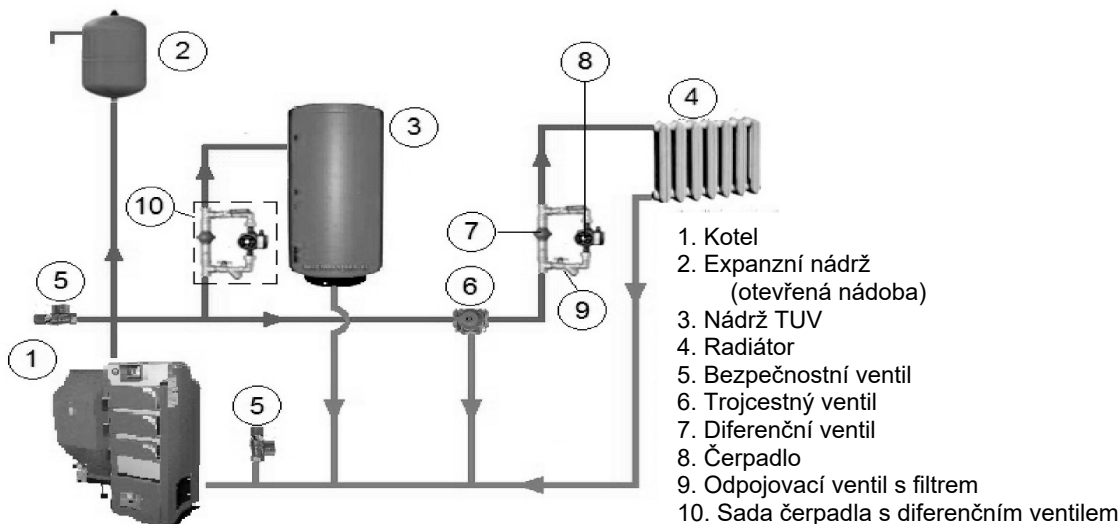 2
8
3
4
10
7
5
6
9
1
5
1. Kotel
2. Expanzní nádrž
(otevřená nádoba)
3. Nádrž TUV
4. Radiátor
5. Bezpečnostní ventil
6. Trojcestný ventil
7. Diferenční ventil
8. Čerpadlo
9. Odpojovací ventil s filtrem
10. Sada čerpadla s diferenčním ventilem